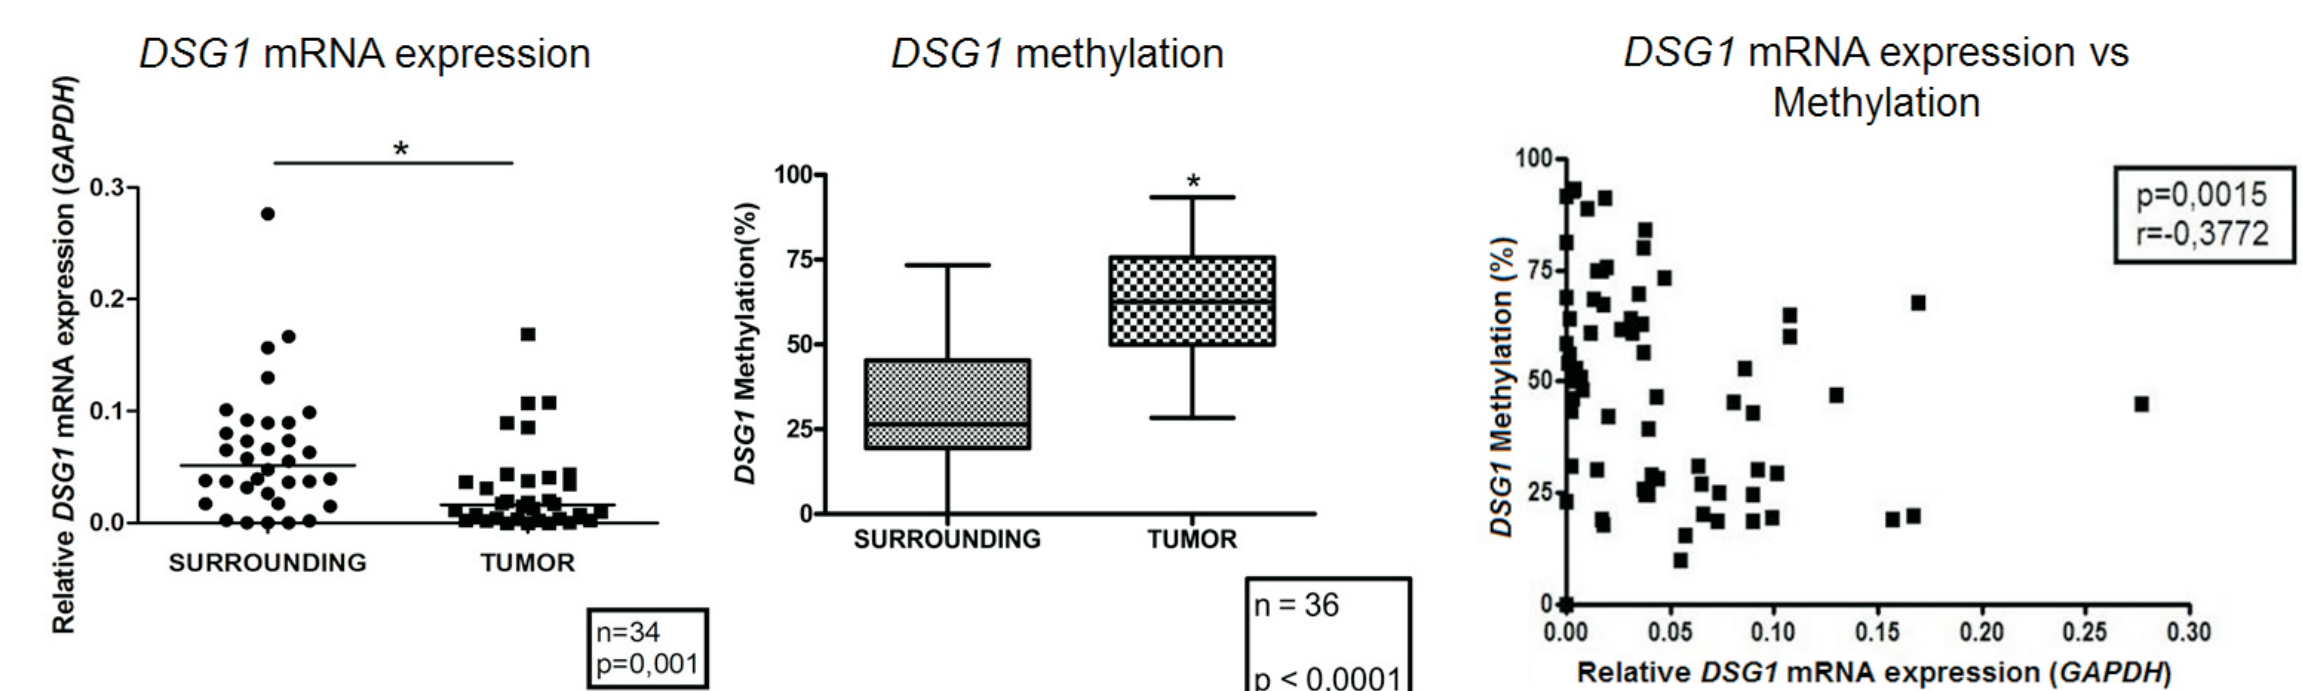 DSG1 mRNA expression
Relative DSG1 mRNA expression (GAPDH)
*
0.3
0.2
0.1
0.0
SURROUNDING TUMOR
n=34
p=0,001
DSG1 methylation
DSG1 Methylation(%)
*
100
75
50
25
0
SURROUNDING TUMOR
n = 36
p < 0,0001
DSG1 mRNA expression vs
Methylation
DSG1 Methylation (%)
100
75
50
25
0
p=0,0015
r=-0,3772
0.00 0.05 0.10 0.15 0.20 0.25 0.30
Relative DSG1 mRNA expression (GAPDH)